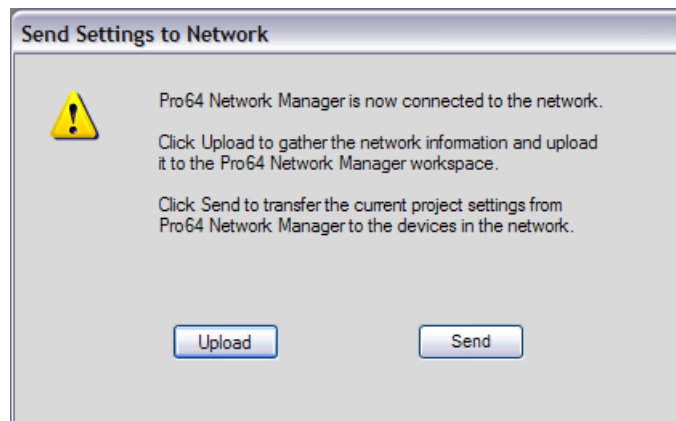 Send Settings to Network
Pro64 Network Manager is now connected to the network.
Click Upload to gather the network information and upload
it to the Pro64 Network Manager workspace.
Click Send to transfer the current project settings from
Pro64 Network Manager to the devices in the network.
Upload
Send